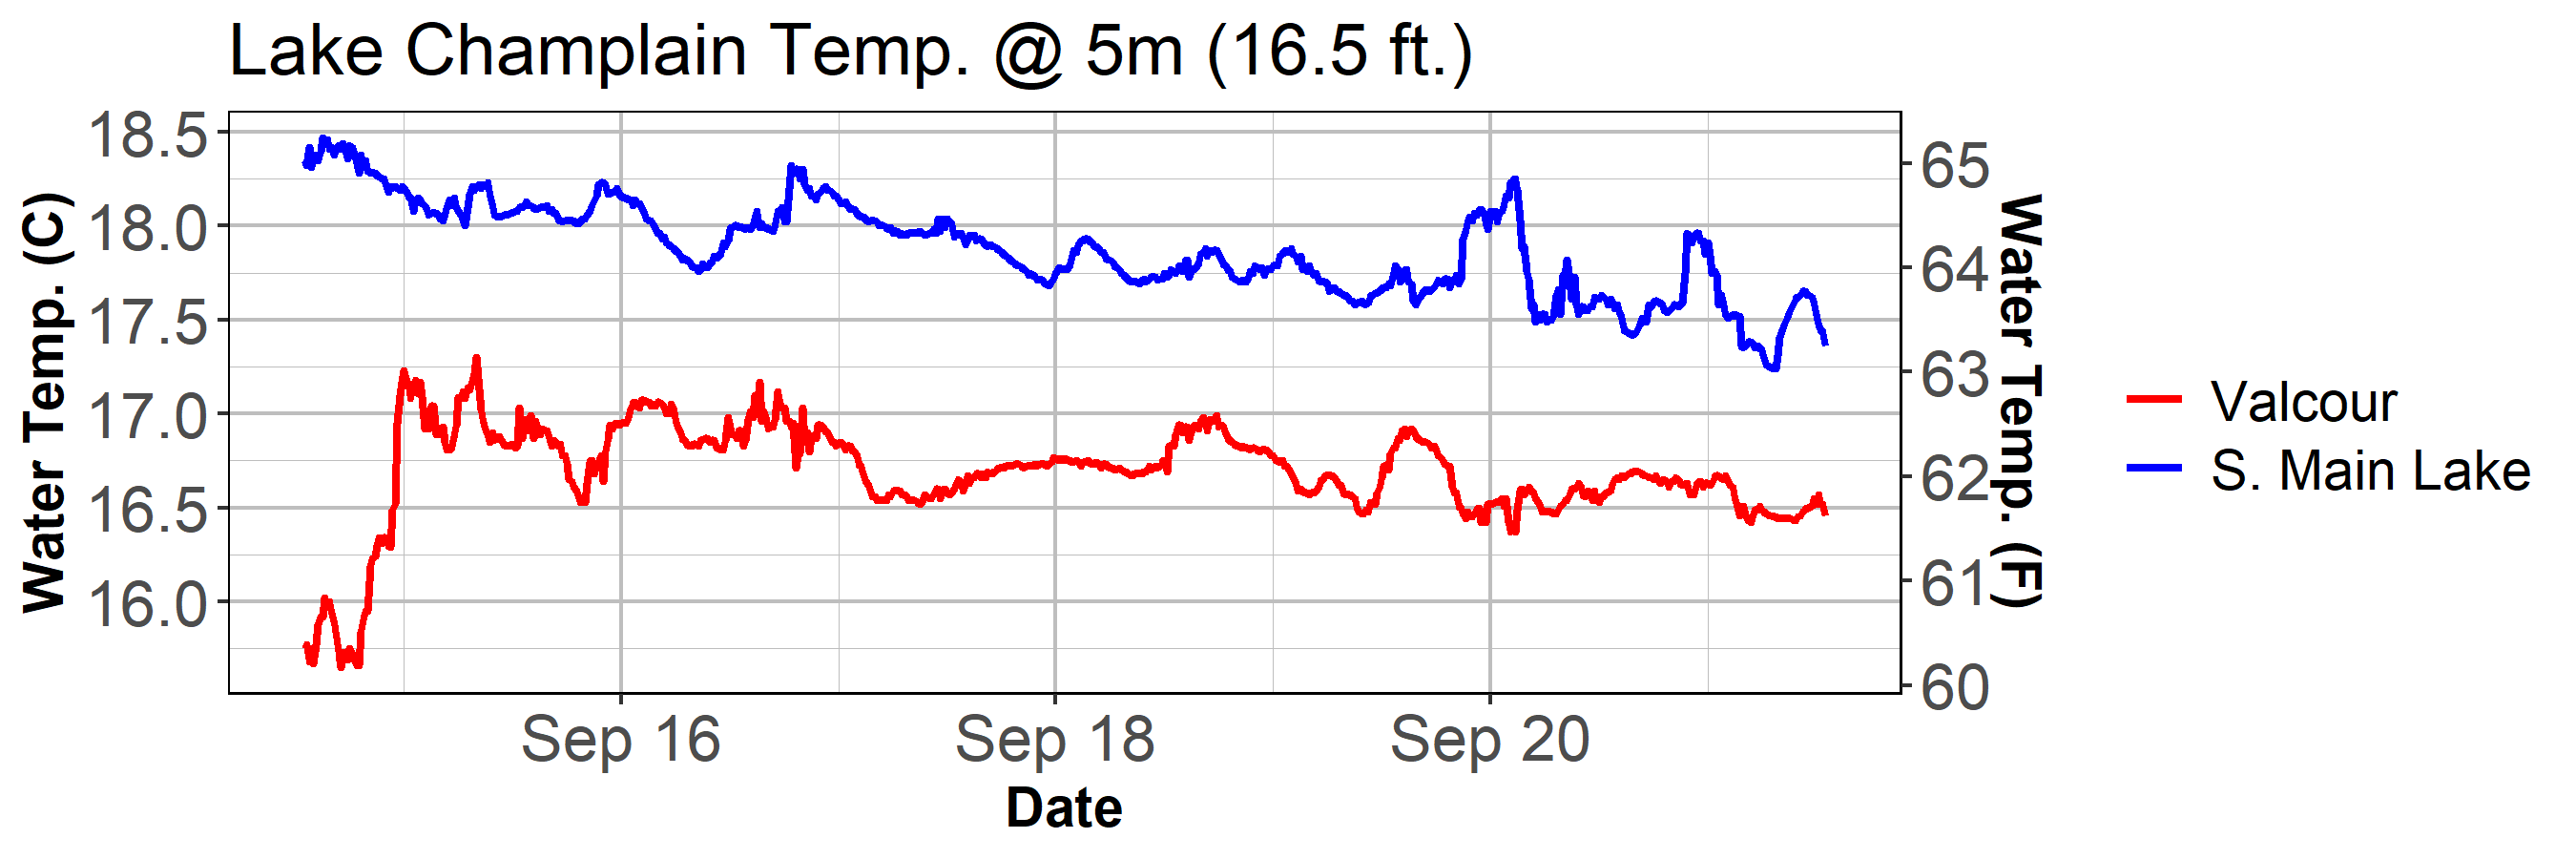 Lake Champlain Temp. @ 5m (16.5 ft.)
Water Temp. (C)
18.5
18.0
17.5
17.0
16.5
16.0
65
64
63
62
61
60
Water Temp. (F)
Sep 16
Sep 18
Sep 20
Date
Valcour
S. Main Lake